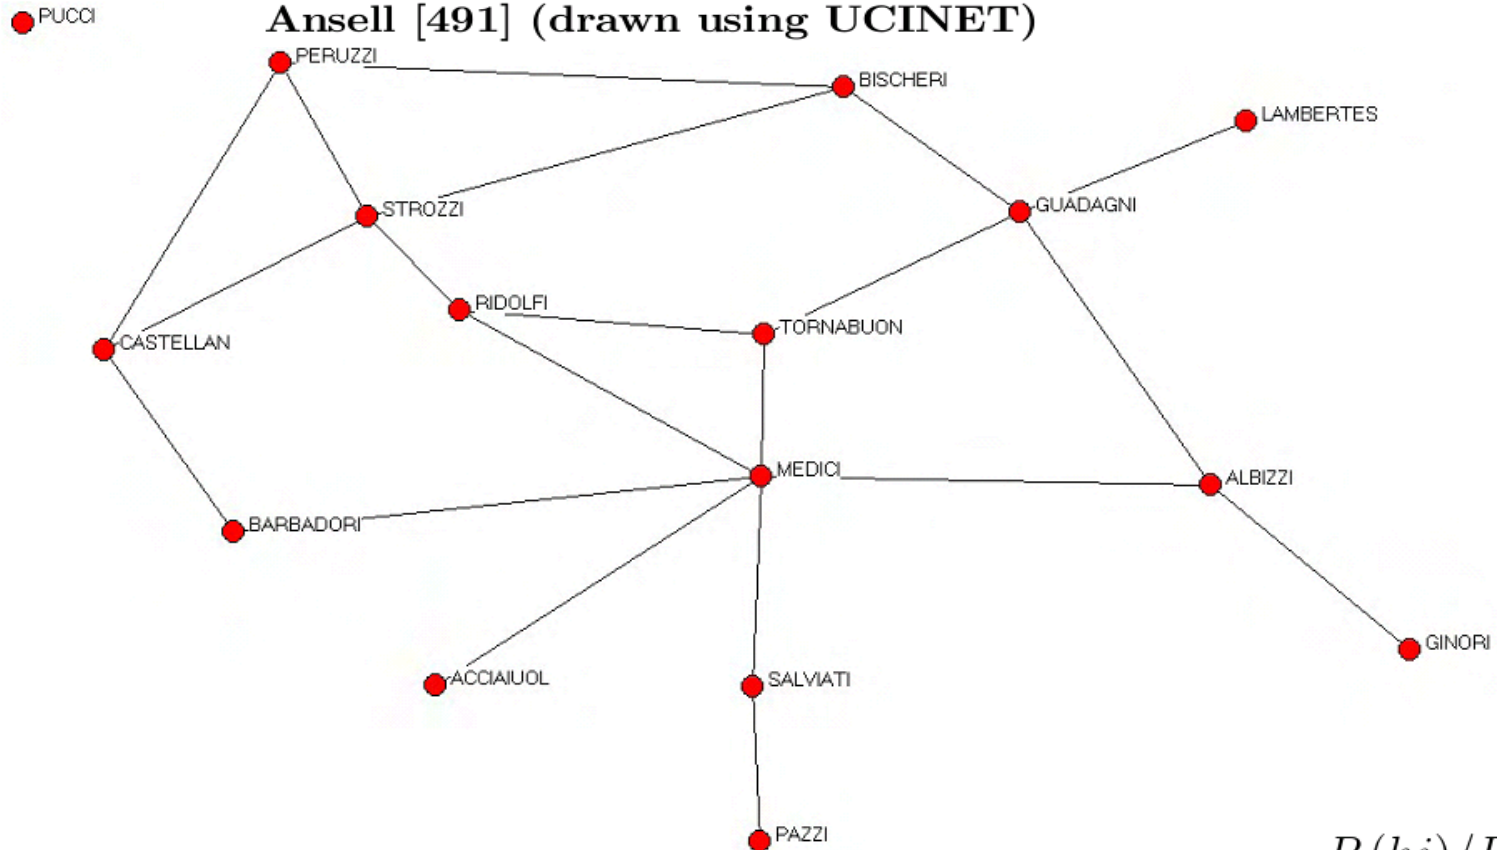 PUCCI
Ansell [491] (drawn using UCINET)
PERUZZI
BISCHERI
LAMBERTES
STROZZI
GUADAGNI
RIDOLFI
TORNABUON
CASTELLAN
MEDICI
ALBIZZI
BARBADORI
GINORI
ACCIAIUOL
SALVIATI
PAZZI